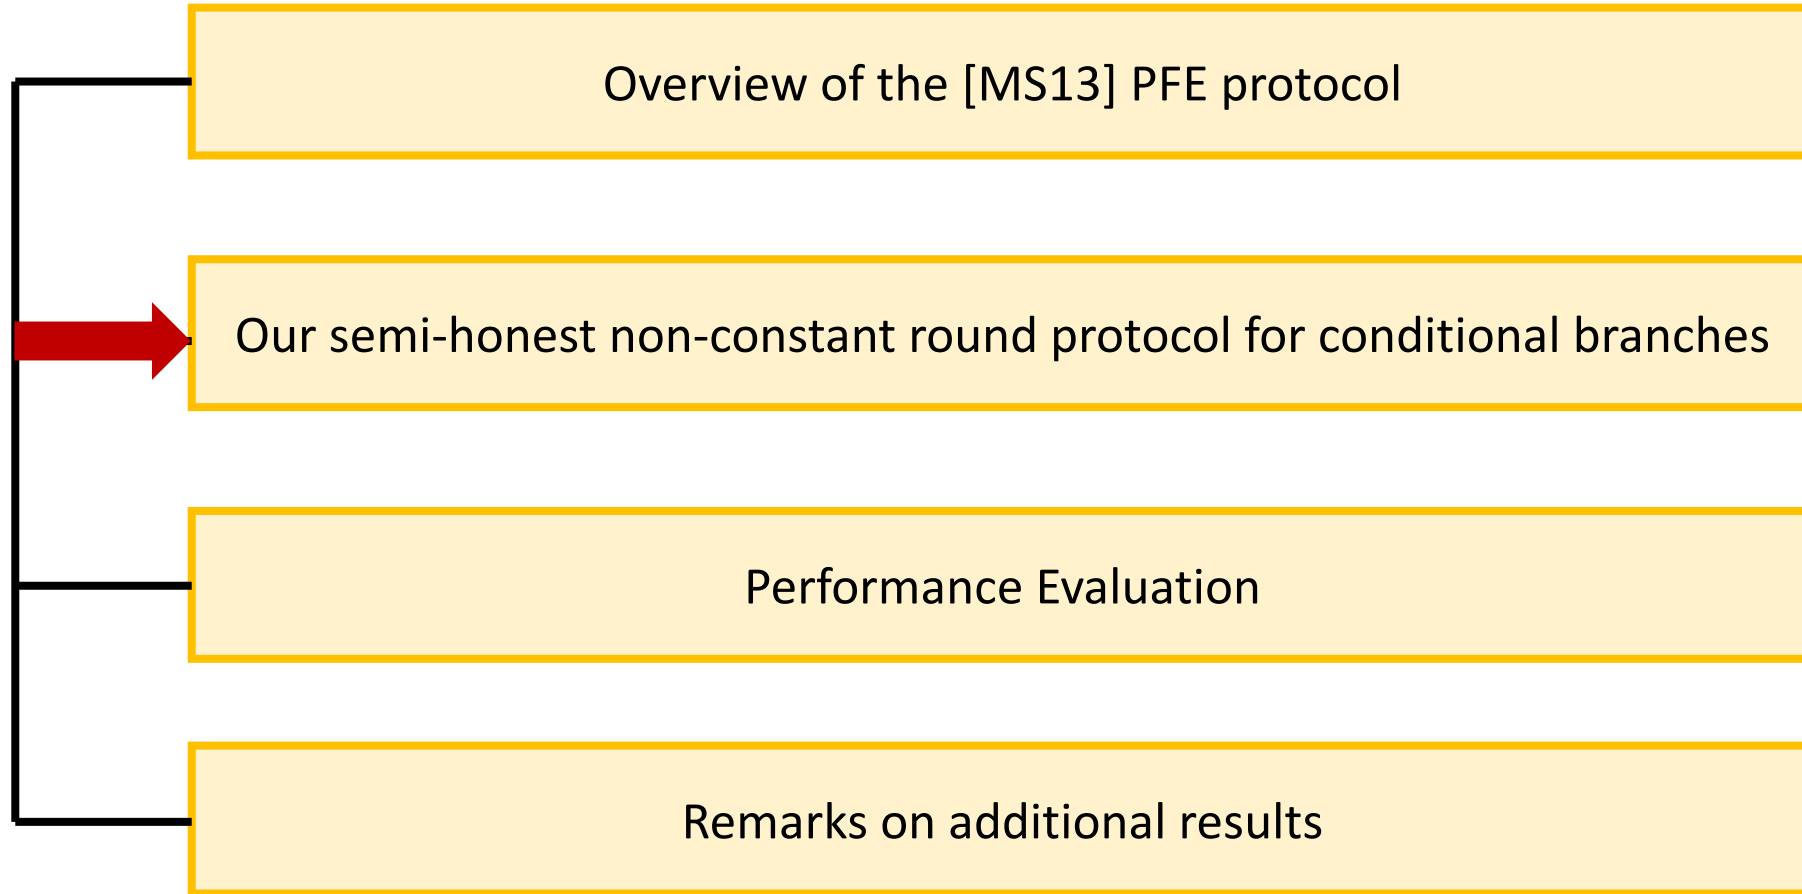 Overview of the [MS13] PFE protocol
Our semi-honest non-constant round protocol for conditional branches
Performance Evaluation
Remarks on additional results